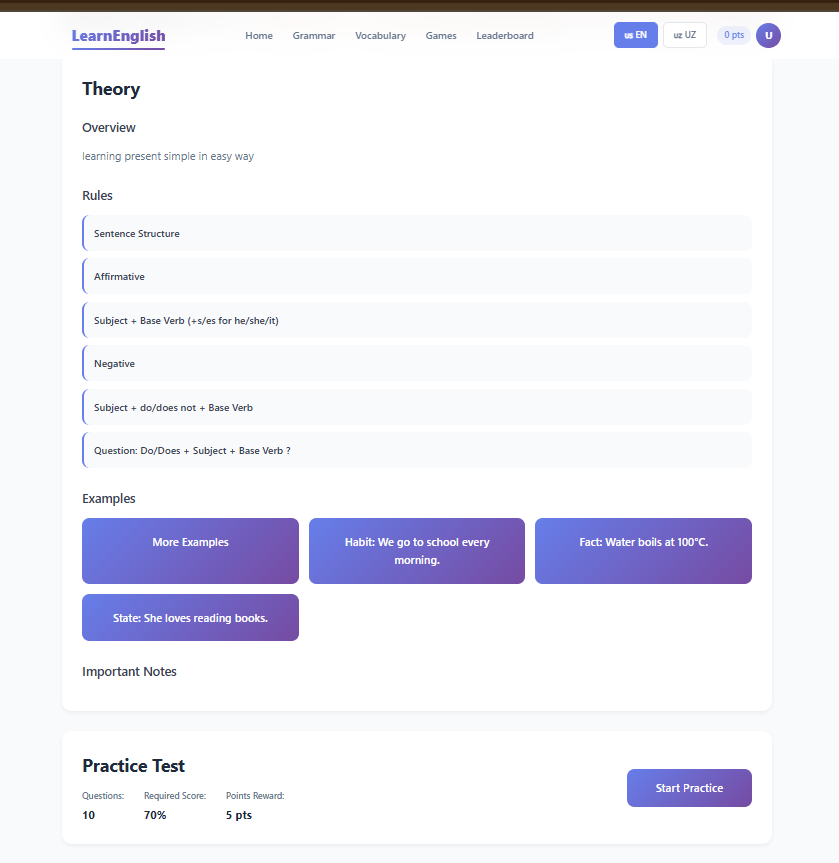 LearnEnglish
Home Grammar Vocabulary Games Leaderboard
us EN uz UZ 0 pts U
Theory
Overview
learning present simple in easy way
Rules
Sentence Structure
Affirmative
Subject + Base Verb (+s/es for he/she/it)
Negative
Subject + do/does not + Base Verb
Question: Do/Does + Subject + Base Verb ?
Examples
More Examples
Habit: We go to school every
morning.
Fact: Water boils at 100°C.
State: She loves reading books.
Important Notes
Practice Test
Questions: Required Score: Points Reward:
10 70% 5 pts
Start Practice